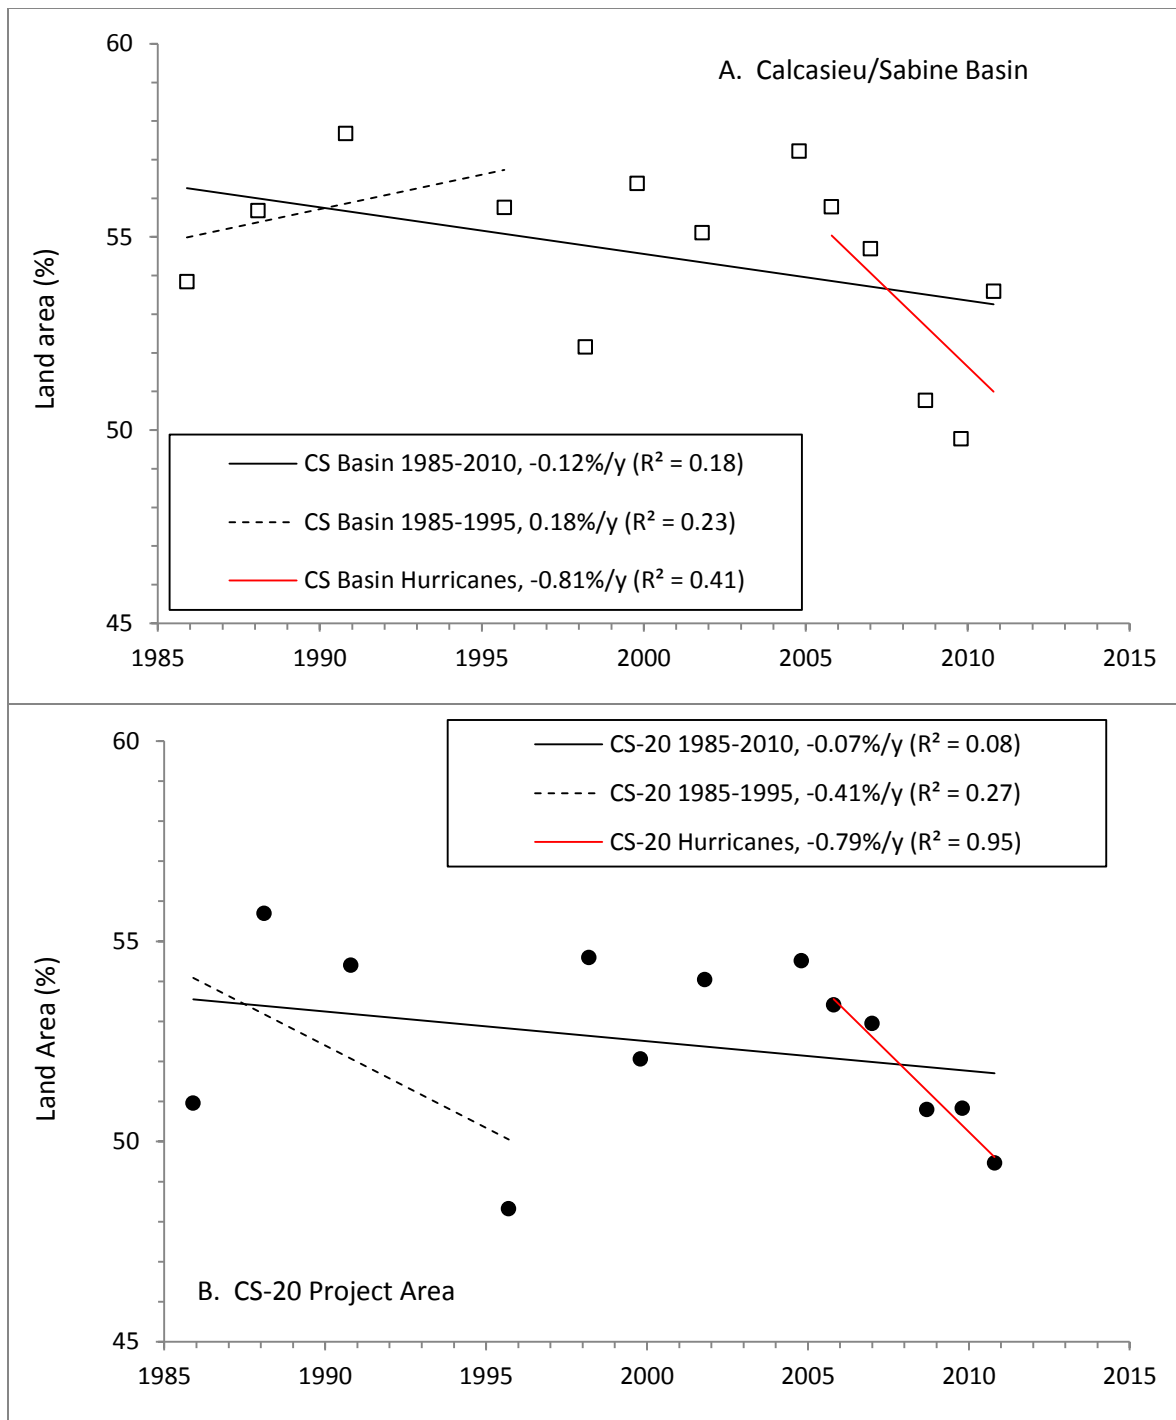 A. Calcasieu/Sabine Basin
Land area (%)
60
55
50
45
CS Basin 1985-2010, -0.12%/y (R² = 0.18)
CS Basin 1985-1995, 0.18%/y (R² = 0.23)
CS Basin Hurricanes, -0.81%/y (R² = 0.41)
1985 1990 1995 2000 2005 2010 2015
CS-20 1985-2010, -0.07%/y (R² = 0.08)
CS-20 1985-1995, -0.41%/y (R² = 0.27)
CS-20 Hurricanes, -0.79%/y (R² = 0.95)
Land Area (%)
60
55
50
45
B. CS-20 Project Area
1985 1990 1995 2000 2005 2010 2015